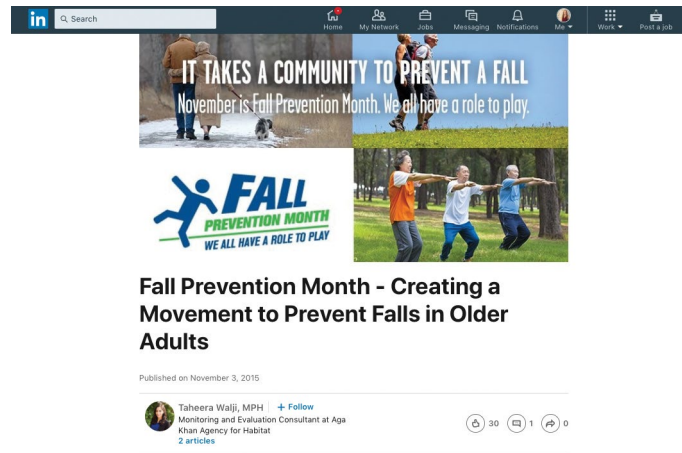 in
Search
Home
My Network
Jobs
Messaging
Notifications
Me
Work
Post a job
IT TAKES A COMMUNITY TO PREVENT A FALL
November is Fall Prevention Month. We all have a role to play.
FALL
PREVENTION MONTH
WE ALL HAVE A ROLE TO PLAY
Fall Prevention Month - Creating a
Movement to Prevent Falls in Older
Adults
Published on November 3, 2015
Taheera Walji, MPH
+ Follow
Monitoring and Evaluation Consultant at Aga
Khan Agency for Habitat
2 articles
30
1
0